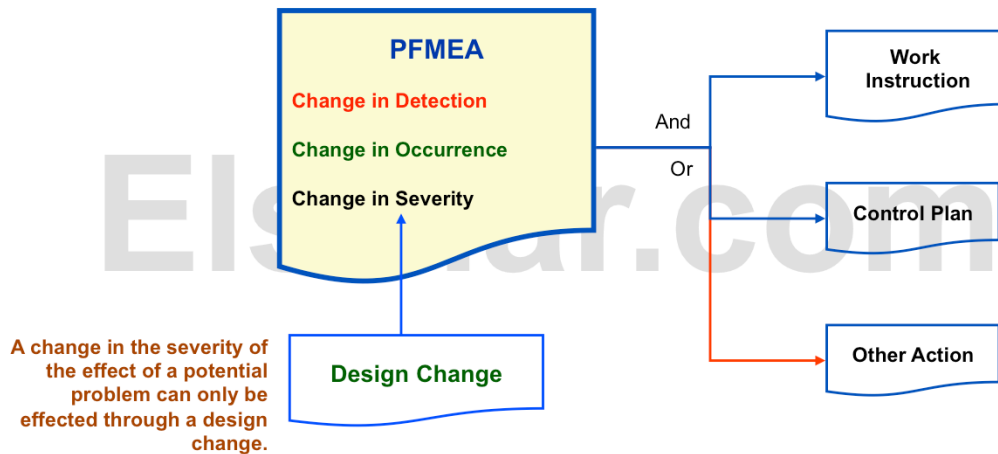 PFMEA
Change in Detection
Change in Occurrence
Change in Severity
And
Or
Work
Instruction
Control Plan
Other Action
Design Change
A change in the severity of
the effect of a potential
problem can only be
effected through a design
change.